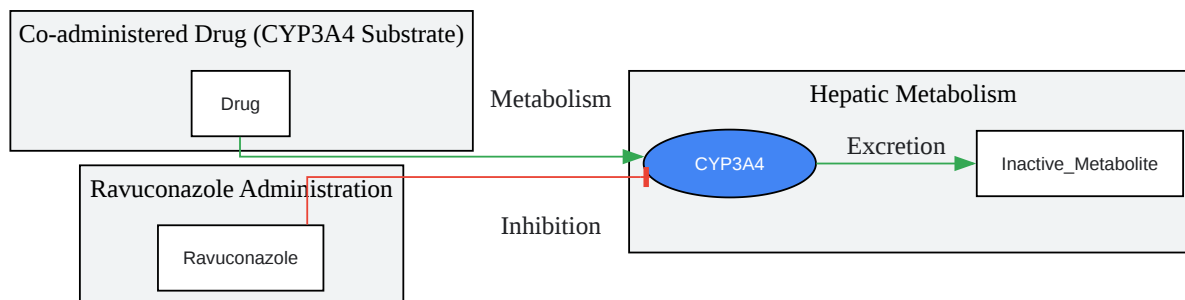 Co-administered Drug (CYP3A4 Substrate)
Drug
Metabolism
Hepatic Metabolism
CYP3A4
Excretion
Inactive_Metabolite
Ravuconazole Administration
Inhibition
Ravuconazole